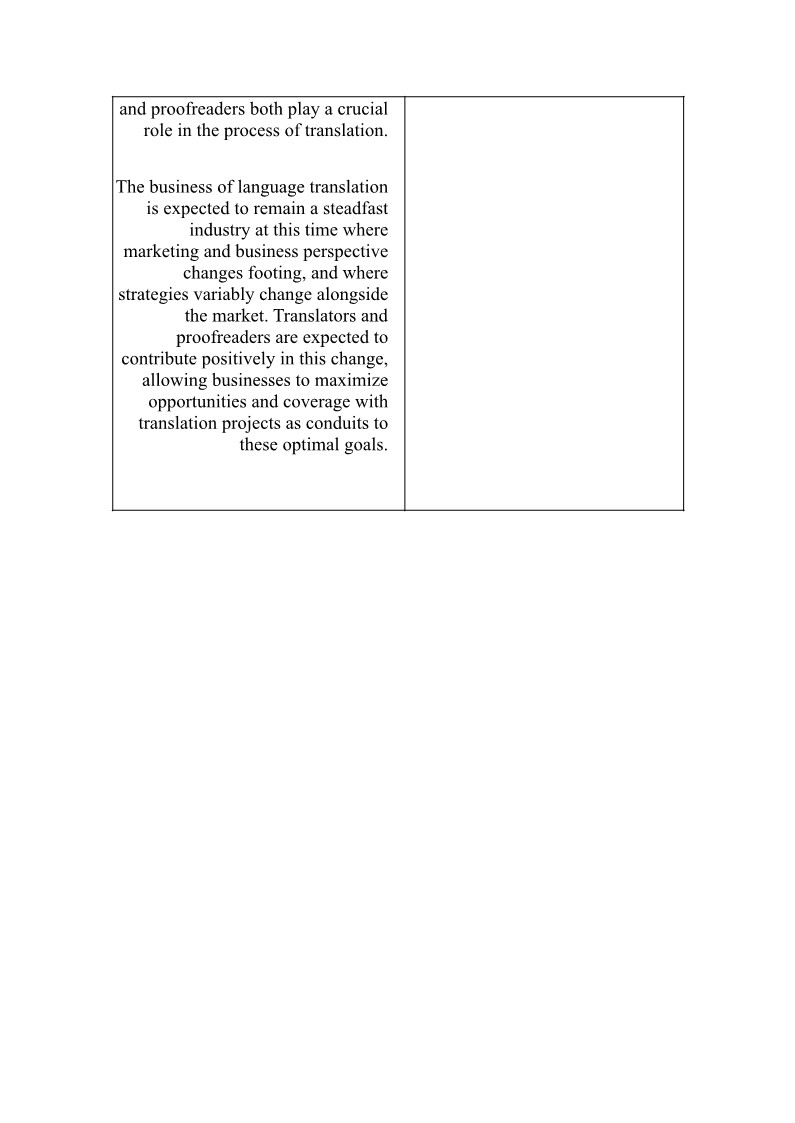 and proofreaders both play a crucial
role in the process of translation.
The business of language translation
is expected to remain a steadfast
industry at this time where
marketing and business perspective
changes footing, and where
strategies variably change alongside
the market. Translators and
proofreaders are expected to
contribute positively in this change,
allowing businesses to maximize
opportunities and coverage with
translation projects as conduits to
these optimal goals.